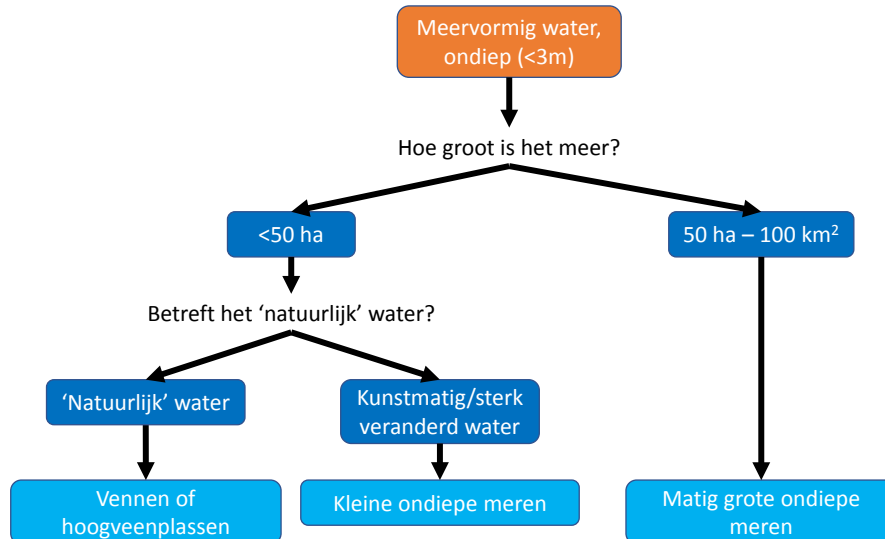 Meervormig water,
ondiep (<3m)
Hoe groot is het meer?
<50 ha
50 ha – 100 km²
Betreft het ‘natuurlijk’ water?
‘Natuurlijk’ water
Kunstmatig/sterk
veranderd water
Vennen of
hoogveenplassen
Kleine ondiepe meren
Matig grote ondiepe
meren